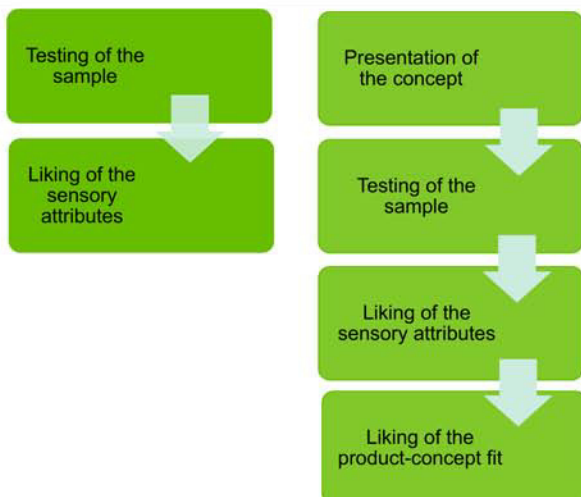 Testing of the
sample
Liking of the
sensory
attributes
Presentation of
the concept
Testing of the
sample
Liking of the
sensory attributes
Liking of the
product-concept fit